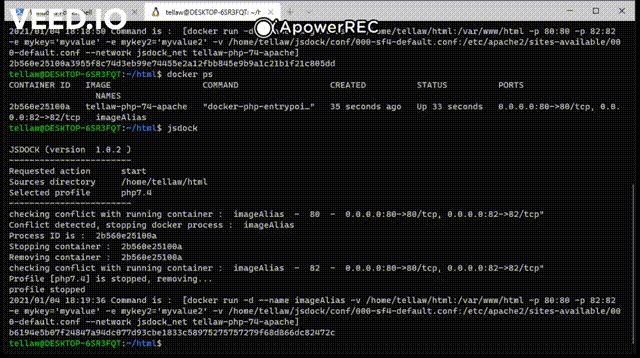 VEED.IO
ApowerREC
tellaw@DESKTOP-6SR3FQT: ~/h
2021/01/04 18:18:50 Command is : [docker run -d
tellaw/html:/var/www/html -p 80:80 -p 82:82
-e mykey='myvalue' -e mykey2='myvalue2' -v /home/tellaw/jsdock/conf/000-sf4-default.conf:/etc/apache2/sites-available/00
0-default.conf --network jsdock_net tellaw-php-74-apache]
2b560e25100a3955f8c74d3eb99e74455e2a12fbb845e9b9a1c21b1f21c805dd
tellaw@DESKTOP-6SR3FQT:~/html$ docker ps
CONTAINER ID IMAGE COMMAND CREATED STATUS PORTS
NAMES
2b560e25100a tellaw-php-74-apache "docker-php-entrypoi…" 35 seconds ago Up 33 seconds 0.0.0.0:80->80/tcp, 0.0.
0.0:82->82/tcp imageAlias
tellaw@DESKTOP-6SR3FQT:~/html$ jsdock
JSDOCK (version 1.0.2 )
------------------------
Requested action start
Sources directory /home/tellaw/html
Selected profile php7.4
------------------------
checking conflict with running container : imageAlias - 80 - 0.0.0.0:80->80/tcp, 0.0.0.0:82->82/tcp"
Conflict detected, stopping docker process : imageAlias
Process ID is : 2b560e25100a
Stopping container : 2b560e25100a
Removing container : 2b560e25100a
checking conflict with running container : imageAlias - 82 - 0.0.0.0:80->80/tcp, 0.0.0.0:82->82/tcp"
Profile [php7.4] is stopped, removing...
profile stopped
2021/01/04 18:19:36 Command is : [docker run -d --name imageAlias -v /home/tellaw/html:/var/www/html -p 80:80 -p 82:82
-e mykey='myvalue' -e mykey2='myvalue2' -v /home/tellaw/jsdock/conf/000-sf4-default.conf:/etc/apache2/sites-available/00
0-default.conf --network jsdock_net tellaw-php-74-apache]
b6194e5b07f24847a94dc077d93cbe1833c58975275757279f68d866dc82472c
tellaw@DESKTOP-6SR3FQT:~/html$